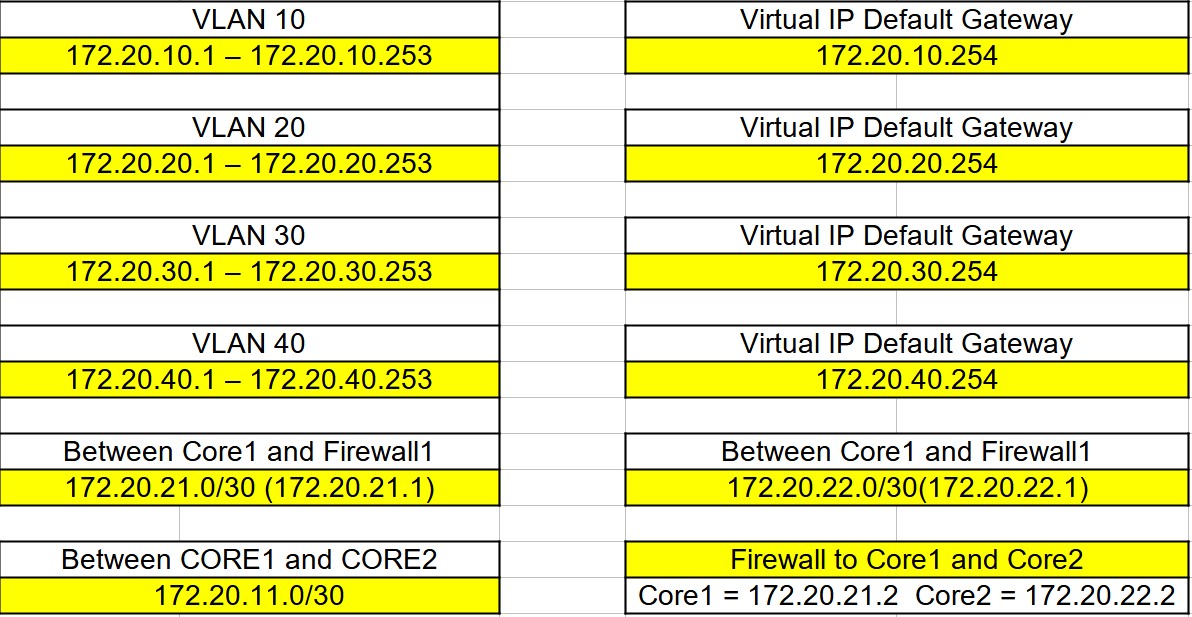 VLAN 10
Virtual IP Default Gateway
172.20.10.1 – 172.20.10.253
172.20.10.254
VLAN 20
Virtual IP Default Gateway
172.20.20.1 – 172.20.20.253
172.20.20.254
VLAN 30
Virtual IP Default Gateway
172.20.30.1 – 172.20.30.253
172.20.30.254
VLAN 40
Virtual IP Default Gateway
172.20.40.1 – 172.20.40.253
172.20.40.254
Between Core1 and Firewall1
Between Core1 and Firewall1
172.20.21.0/30 (172.20.21.1)
172.20.22.0/30(172.20.22.1)
Between CORE1 and CORE2
Firewall to Core1 and Core2
172.20.11.0/30
Core1 = 172.20.21.2  Core2 = 172.20.22.2